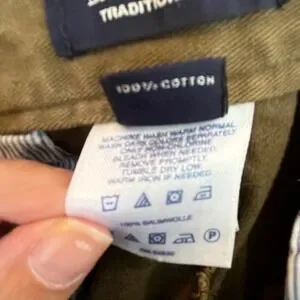 TRADITION
100% COTTON
MACHINE WASH WARM NORMAL
WASH DARK COLORS SEPARATELY
ONLY NON-CHLORINE
BLEACH WHEN NEEDED
REMOVE PROMPTLY
TUMBLE DRY LOW
WARM IRON IF NEEDED
100% BAUMWOLLE
P